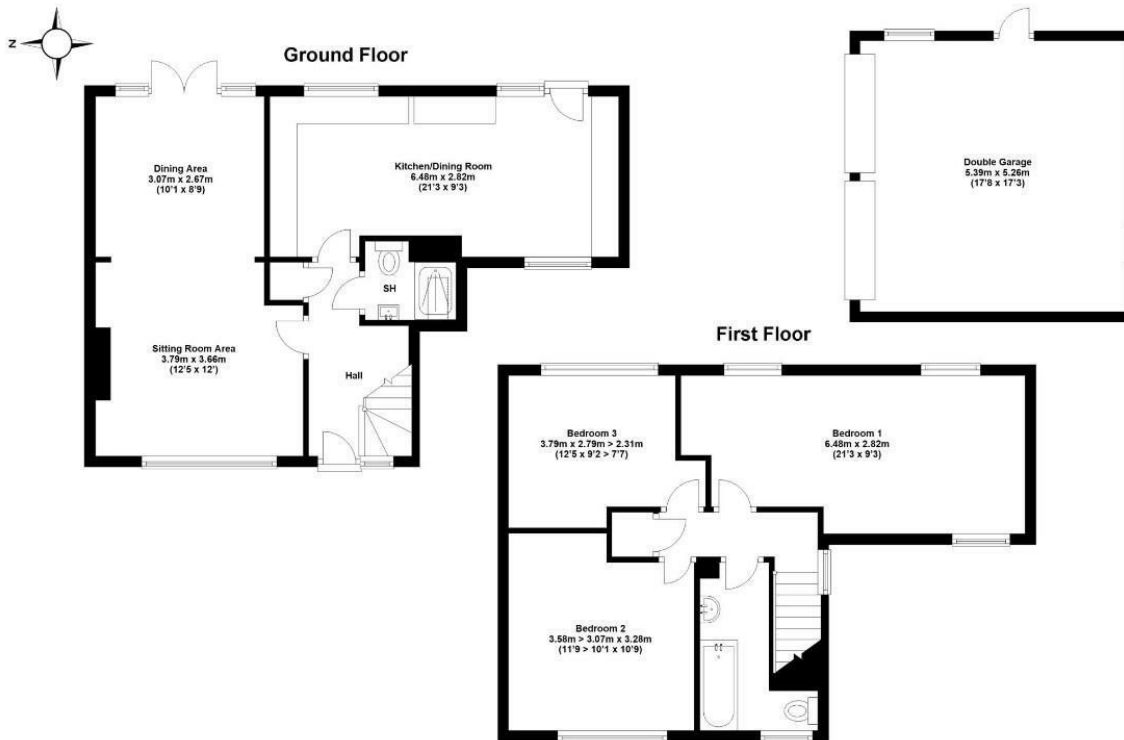 Z
Ground Floor
Dining Area
3.07m x 2.67m
(10'1 x 8'9)
Kitchen/Dining Room
6.48m x 2.82m
(21'3 x 9'3)
SH
Sitting Room Area
3.79m x 3.66m
(12'5 x 12')
Hall
Double Garage
5.39m x 5.26m
(17'8 x 17'3)
First Floor
Bedroom 3
3.79m x 2.79m > 2.31m
(12'5 x 9'2 > 7'7)
Bedroom 1
6.48m x 2.82m
(21'3 x 9'3)
Bedroom 2
3.58m > 3.07m x 3.28m
(11'9 > 10'1 x 10'9)